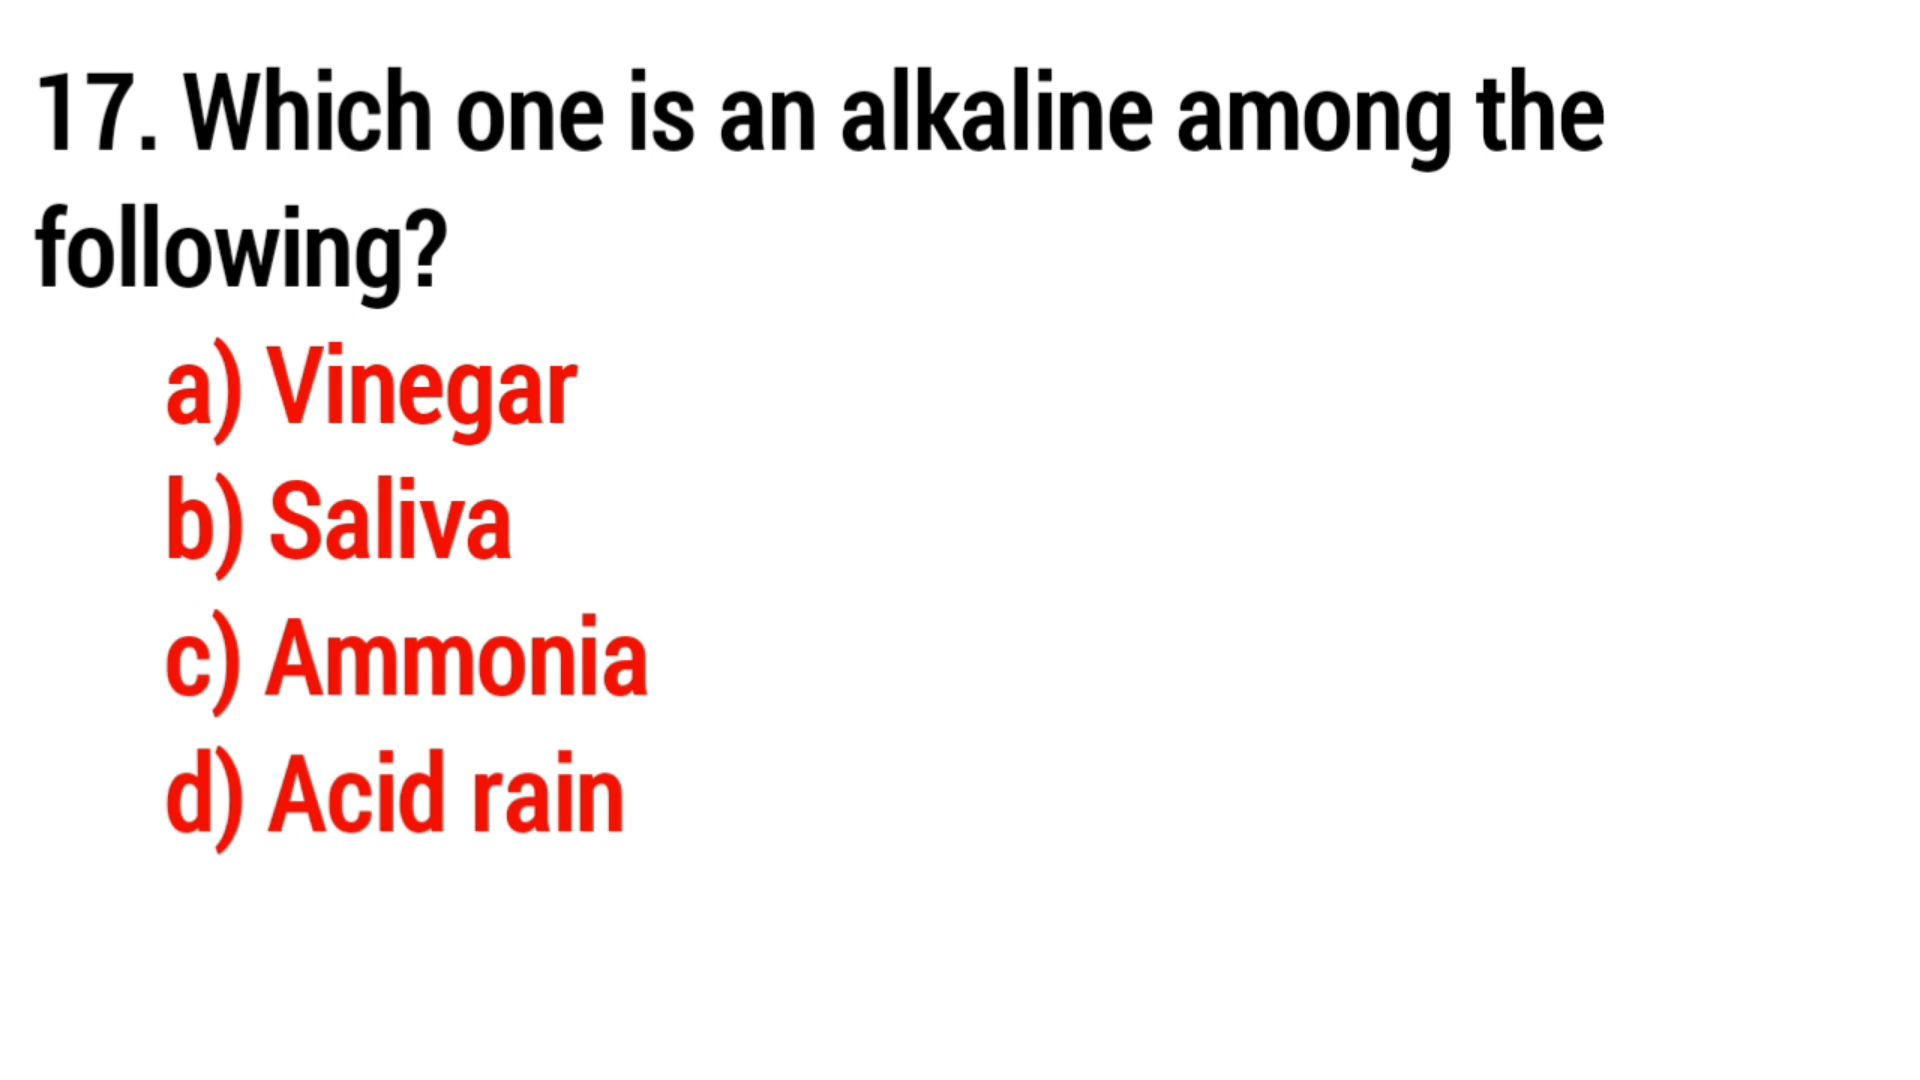 17. Which one is an alkaline among the
following?
a) Vinegar
b) Saliva
c) Ammonia
d) Acid rain